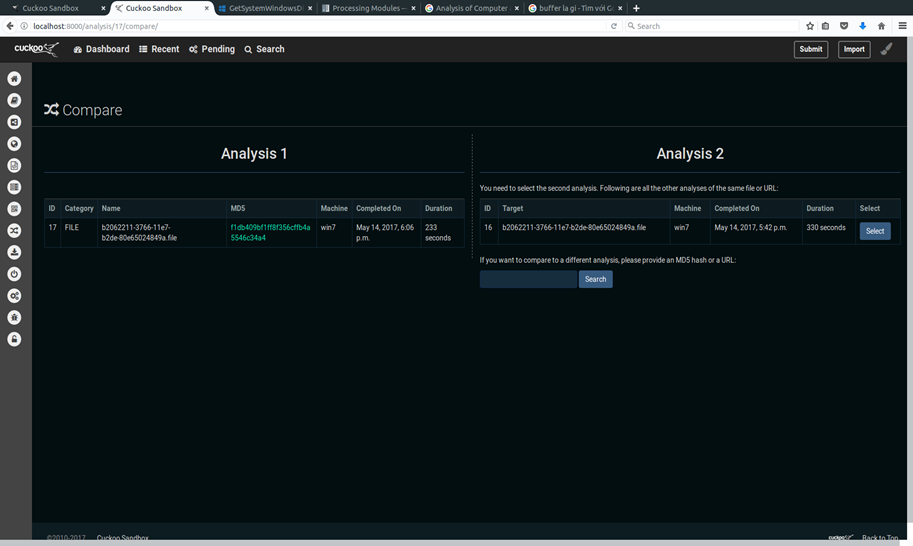 Cuckoo Sandbox
Cuckoo Sandbox
GetSystemWindowsDi
Processing Modules —
Analysis of Computer
buffer la gi - Tìm với Go
localhost:8000/analysis/17/compare/
Search
cuckoo
Dashboard
Recent
Pending
Search
Submit
Import
Compare
Analysis 1
ID Category Name MD5 Machine Completed On Duration
17 FILE b2062211-3766-11e7- f1db409bf1ff8f356cffb4a win7 May 14, 2017, 6:06 233
b2de-80e65024849a.file 5546c34a4 p.m. seconds
Analysis 2
You need to select the second analysis. Following are all the other analyses of the same file or URL:
ID Target Machine Completed On Duration Select
16 b2062211-3766-11e7-b2de-80e65024849a.file win7 May 14, 2017, 5:42 p.m. 330 seconds Select
If you want to compare to a different analysis, please provide an MD5 hash or a URL:
Search
©2010-2017 Cuckoo Sandbox
cuckoo
Back to Top